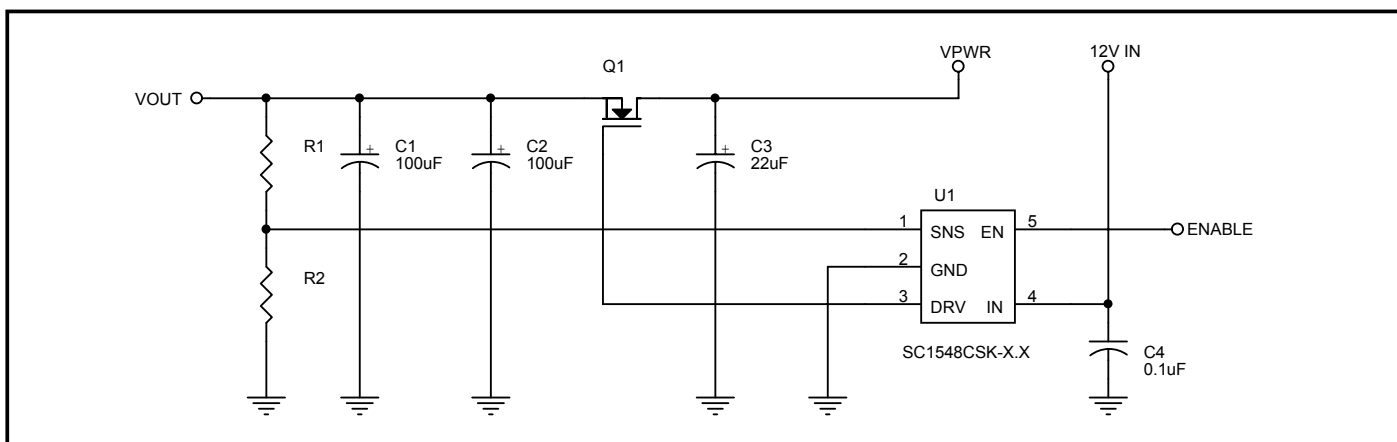 VPWR
12V IN
Q1
VOUT
R1
C1
100uF
+
C2
100uF
+
C3
22uF
+
U1
1
SNS
EN
5
ENABLE
R2
2
GND
3
DRV
IN
4
SC1548CSK-X.X
C4
0.1uF